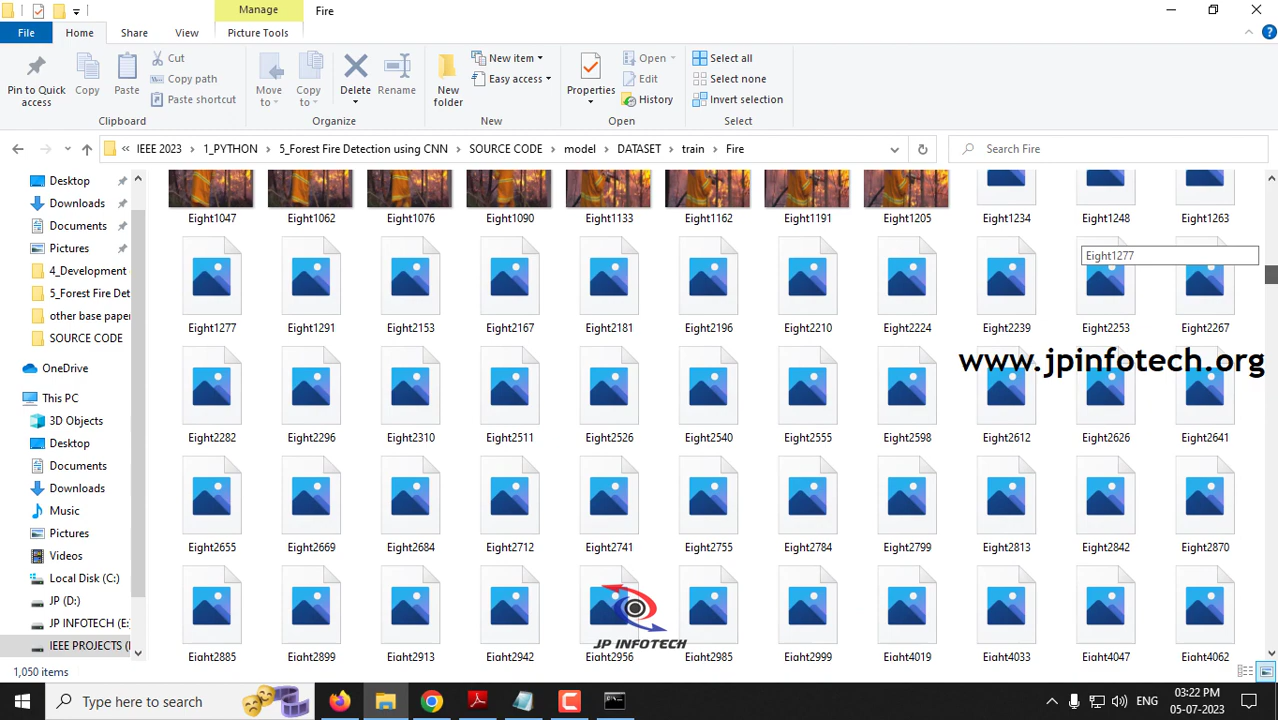 Manage Fire
File Home Share View Picture Tools
Pin to Quick access Copy Paste Cut Copy path Paste shortcut Move to Copy to Delete Rename New folder New item Easy access Properties Open Edit History Select all Select none Invert selection
Clipboard Organize New Open Select
« IEEE 2023 > 1_PYTHON > 5_Forest Fire Detection using CNN > SOURCE CODE > model > DATASET > train > Fire Search Fire
Desktop
Downloads
Documents
Pictures
4_Development
5_Forest Fire Det
other base paper
SOURCE CODE
OneDrive
This PC
3D Objects
Desktop
Documents
Downloads
Music
Pictures
Videos
Local Disk (C:)
JP (D:)
JP INFOTECH (E:
IEEE PROJECTS (
Eight1047 Eight1062 Eight1076 Eight1090 Eight1133 Eight1162 Eight1191 Eight1205 Eight1234 Eight1248 Eight1263
Eight1277
Eight1277 Eight1291 Eight2153 Eight2167 Eight2181 Eight2196 Eight2210 Eight2224 Eight2239 Eight2253 Eight2267
www.jpinfotech.org
Eight2282 Eight2296 Eight2310 Eight2511 Eight2526 Eight2540 Eight2555 Eight2598 Eight2612 Eight2626 Eight2641
Eight2655 Eight2669 Eight2684 Eight2712 Eight2741 Eight2755 Eight2784 Eight2799 Eight2813 Eight2842 Eight2870
JP INFOTECH
Eight2885 Eight2899 Eight2913 Eight2942 Eight2956 Eight2985 Eight2999 Eight4019 Eight4033 Eight4047 Eight4062
1,050 items
Type here to search ENG 03:22 PM
05-07-2023